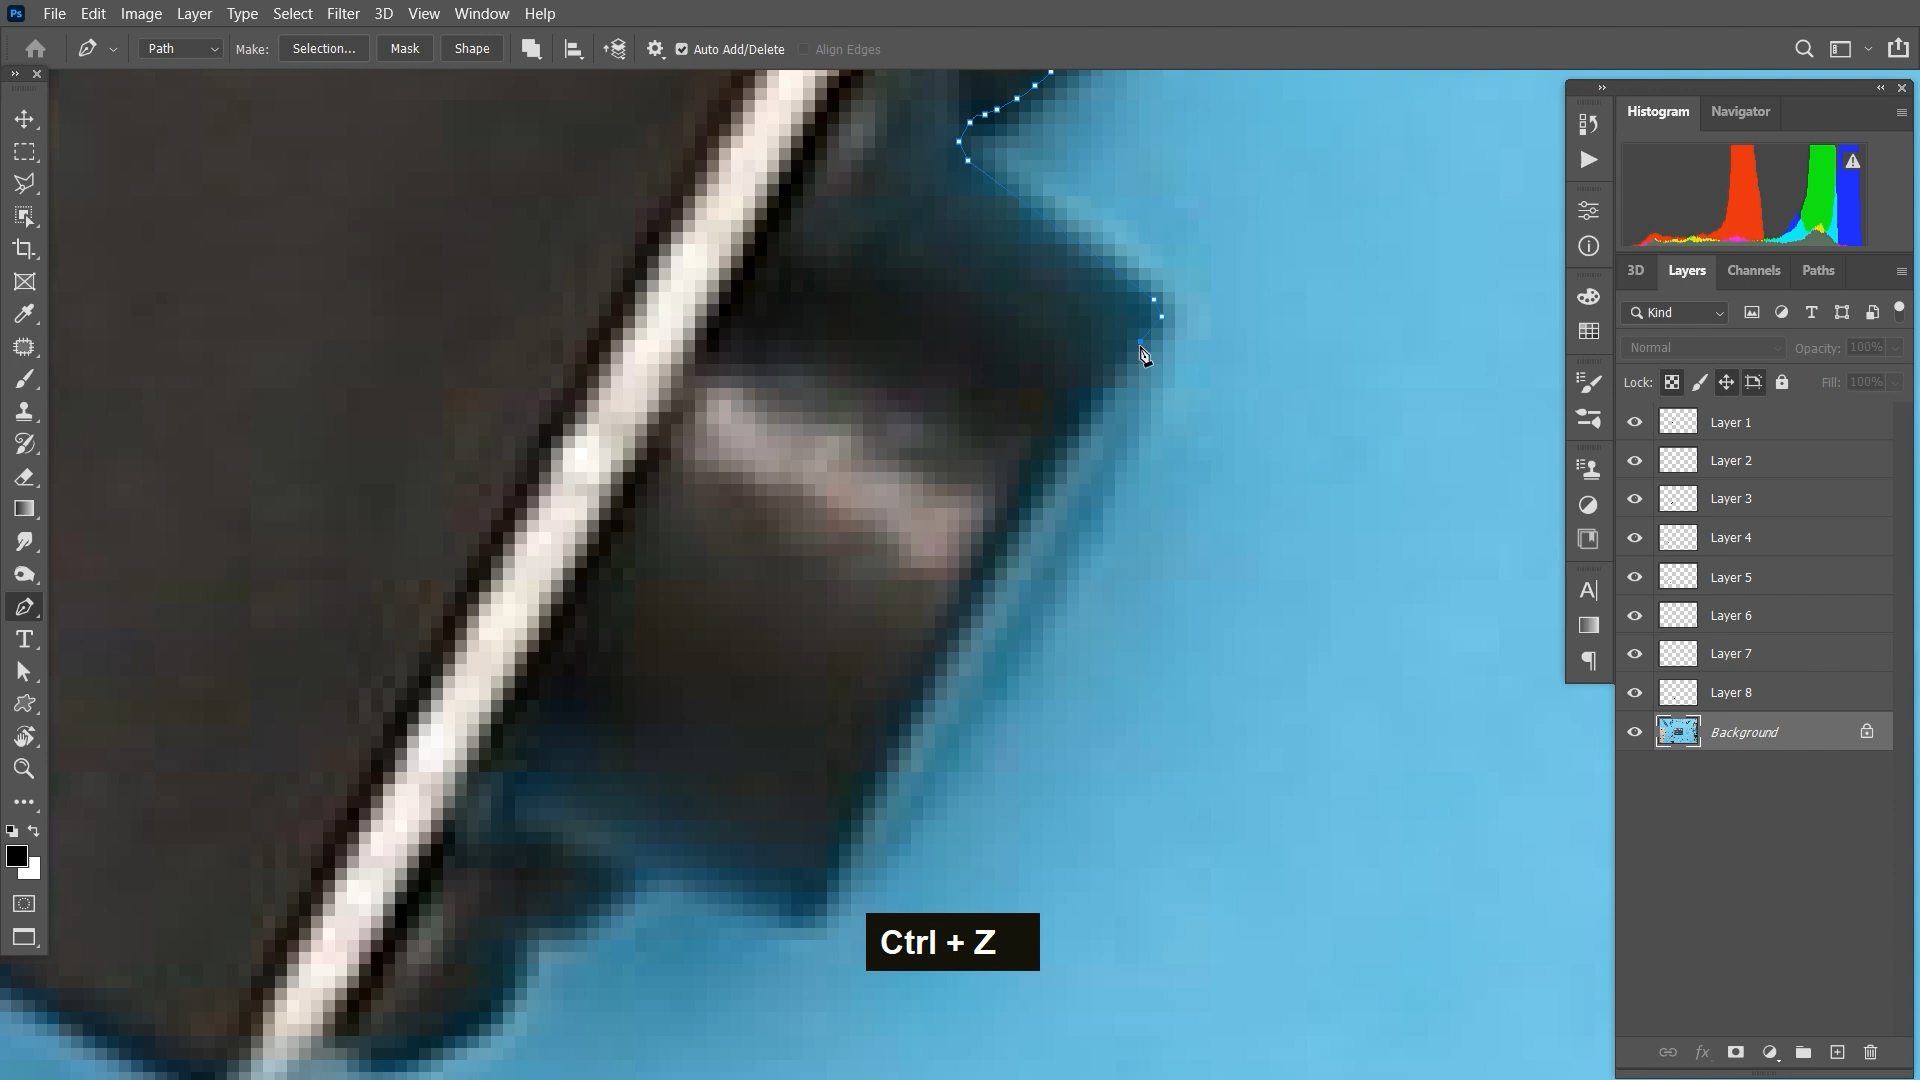 Ps File Edit Image Layer Type Select Filter 3D View Window Help
Path Make: Selection... Mask Shape Auto Add/Delete Align Edges
Histogram Navigator
3D Layers Channels Paths
Kind
Normal Opacity: 100%
Lock: Fill: 100%
Layer 1
Layer 2
Layer 3
Layer 4
Layer 5
Layer 6
Layer 7
Layer 8
Background
Ctrl + Z